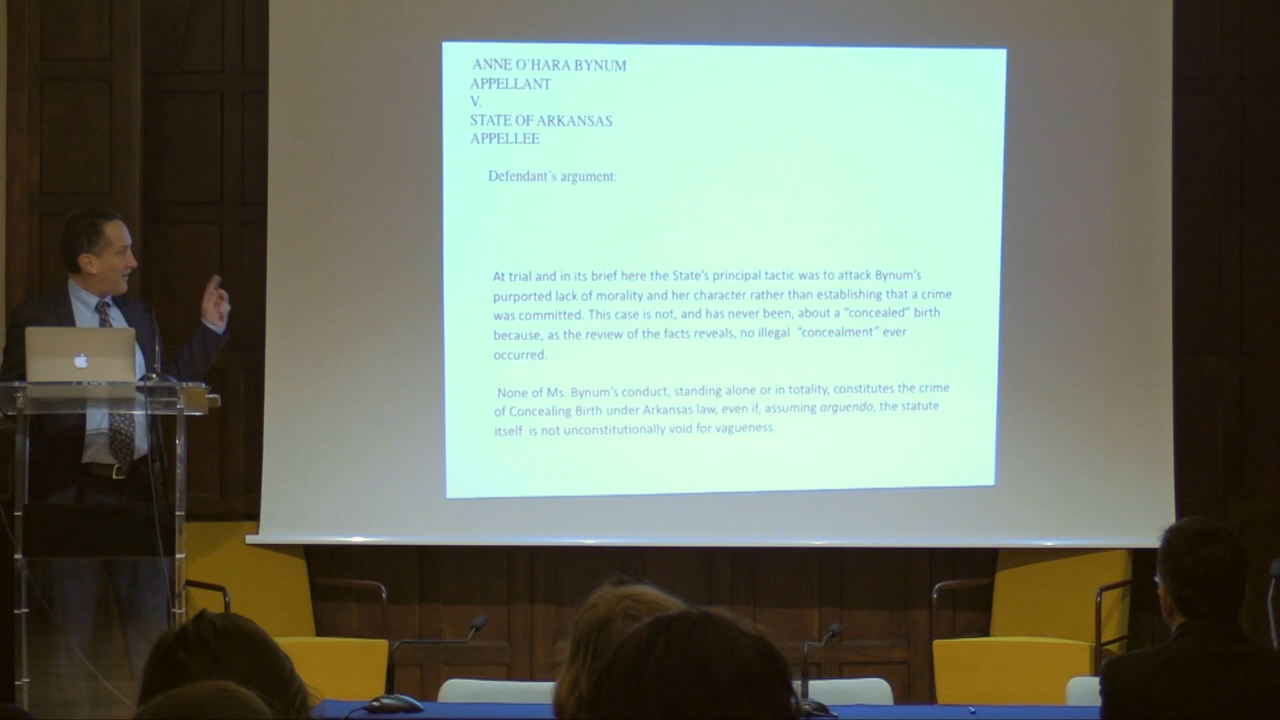 ANNE O'HARA BYNUM
APPELLANT
V.
STATE OF ARKANSAS
APPELLEE
Defendant's argument:
At trial and in its brief here the State's principal tactic was to attack Bynum's
purported lack of morality and her character rather than establishing that a crime
was committed. This case is not, and has never been, about a "concealed" birth
because, as the review of the facts reveals, no illegal "concealment" ever
occurred.
None of Ms. Bynum's conduct, standing alone or in totality, constitutes the crime
of Concealing Birth under Arkansas law, even if, assuming arguendo, the statute
itself is not unconstitutionally void for vagueness.